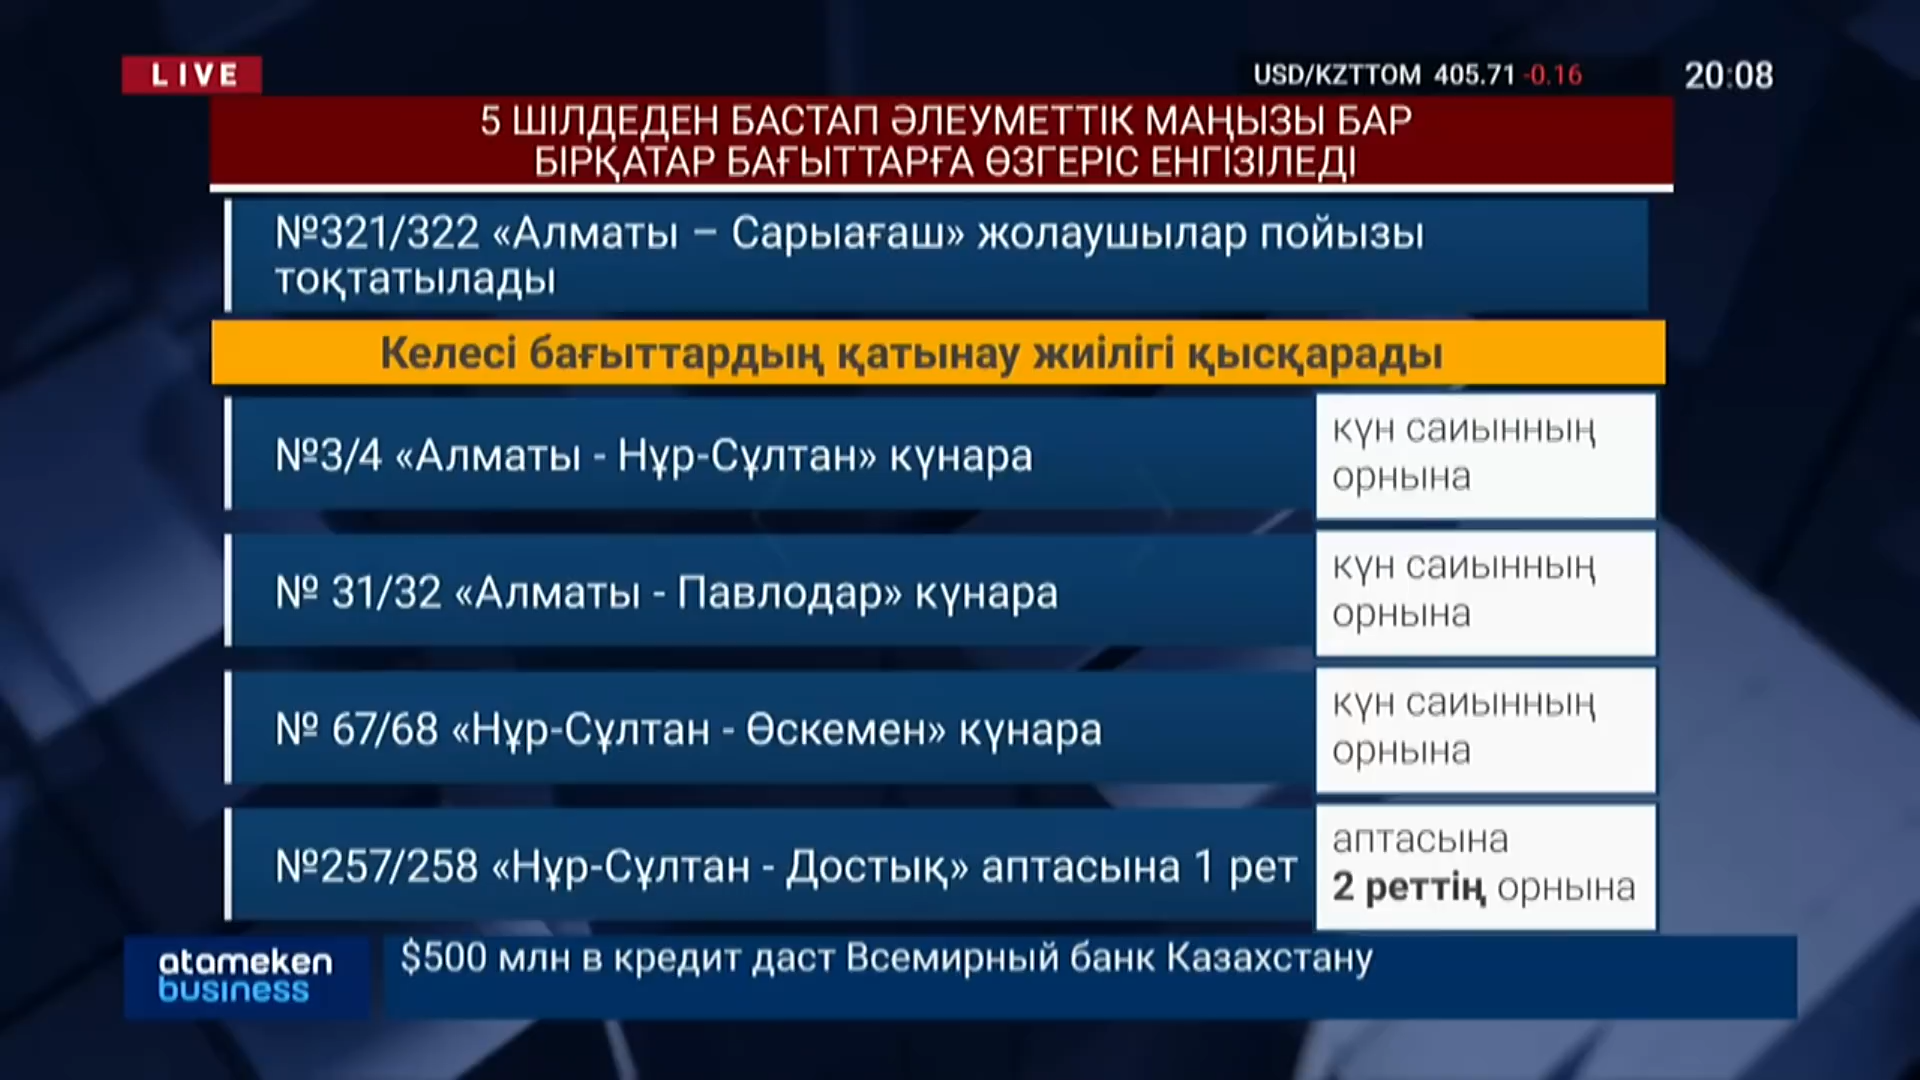 LIVE
USD/KZTTOM 405.71 -0.16
20:08
5 ШІЛДЕДЕН БАСТАП ӘЛЕУМЕТТІК МАҢЫЗЫ БАР
БІРҚАТАР БАҒЫТТАРҒА ӨЗГЕРІС ЕНГІЗІЛЕДІ
№321/322 «Алматы – Сарыағаш» жолаушылар пойызы
тоқтатылады
Келесі бағыттардың қатынау жиілігі қысқарады
№3/4 «Алматы - Нұр-Сұлтан» күнара
күн саиынның
орнына
№ 31/32 «Алматы - Павлодар» күнара
күн саиынның
орнына
№ 67/68 «Нұр-Сұлтан - Өскемен» күнара
күн саиынның
орнына
№257/258 «Нұр-Сұлтан - Достық» аптасына 1 рет
аптасына
2 реттің орнына
atameken
business
$500 млн в кредит даст Всемирный банк Казахстану